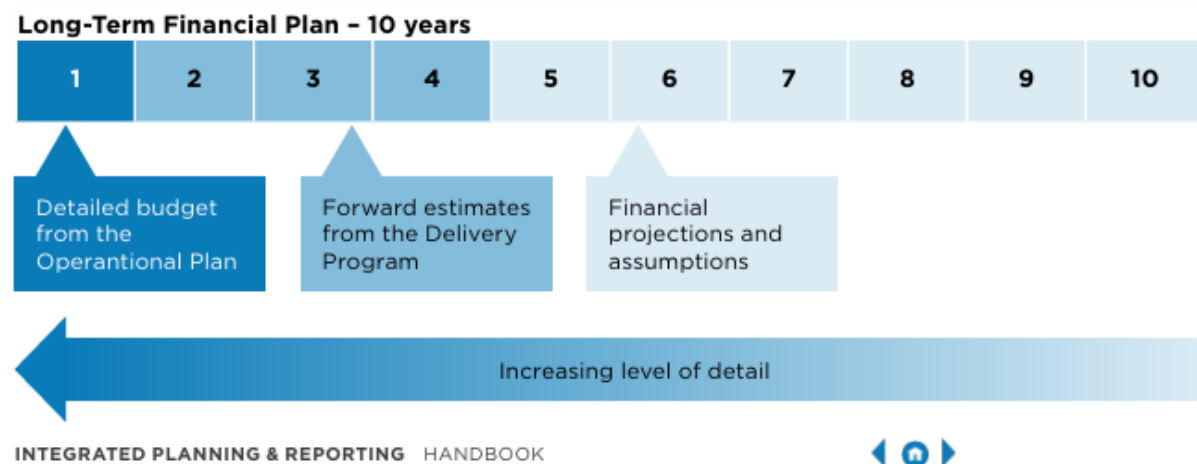 Long-Term Financial Plan – 10 years
1 2 3 4 5 6 7 8 9 10
Detailed budget
from the
Operantional Plan
Forward estimates
from the Delivery
Program
Financial
projections and
assumptions
Increasing level of detail
INTEGRATED PLANNING & REPORTING HANDBOOK